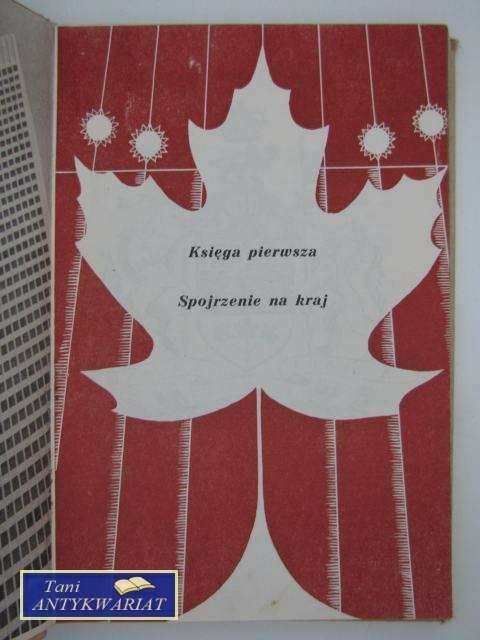 Księga pierwsza
Spojrzenie na kraj
Tani
ANTYKWARIAT